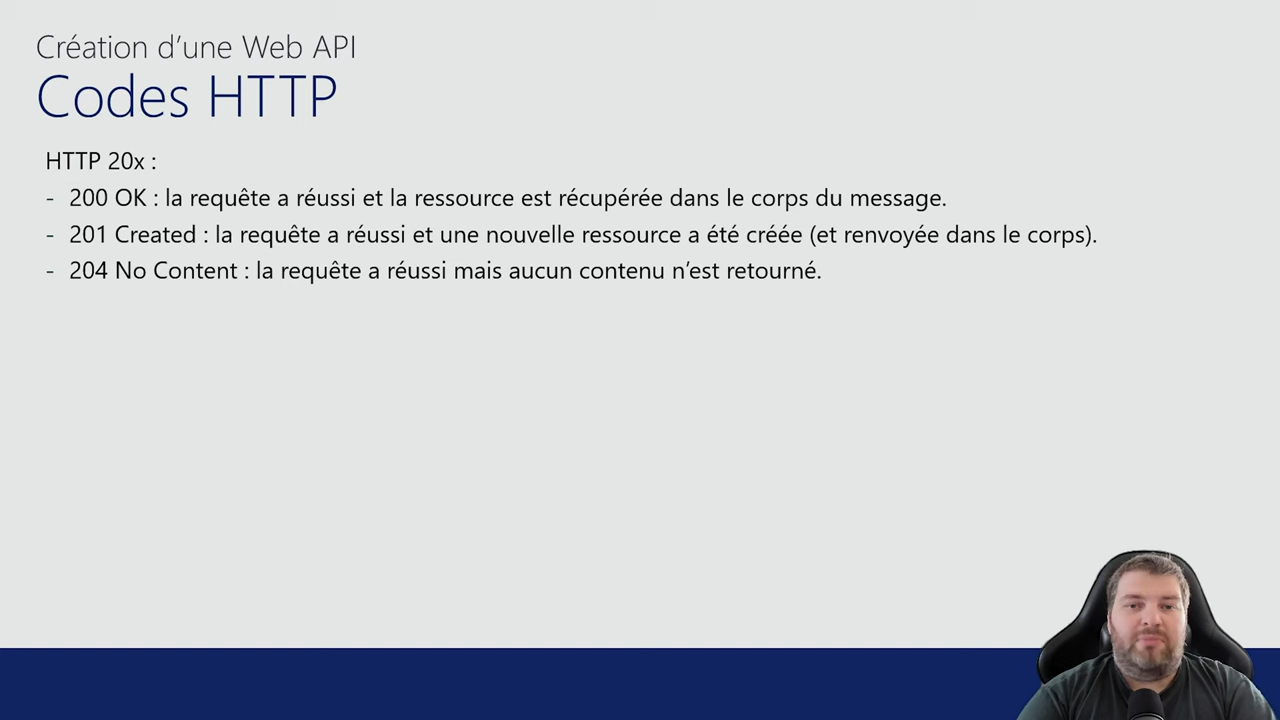 Création d’une Web API
Codes HTTP
HTTP 20x :
- 200 OK : la requête a réussi et la ressource est récupérée dans le corps du message.
- 201 Created : la requête a réussi et une nouvelle ressource a été créée (et renvoyée dans le corps).
- 204 No Content : la requête a réussi mais aucun contenu n’est retourné.